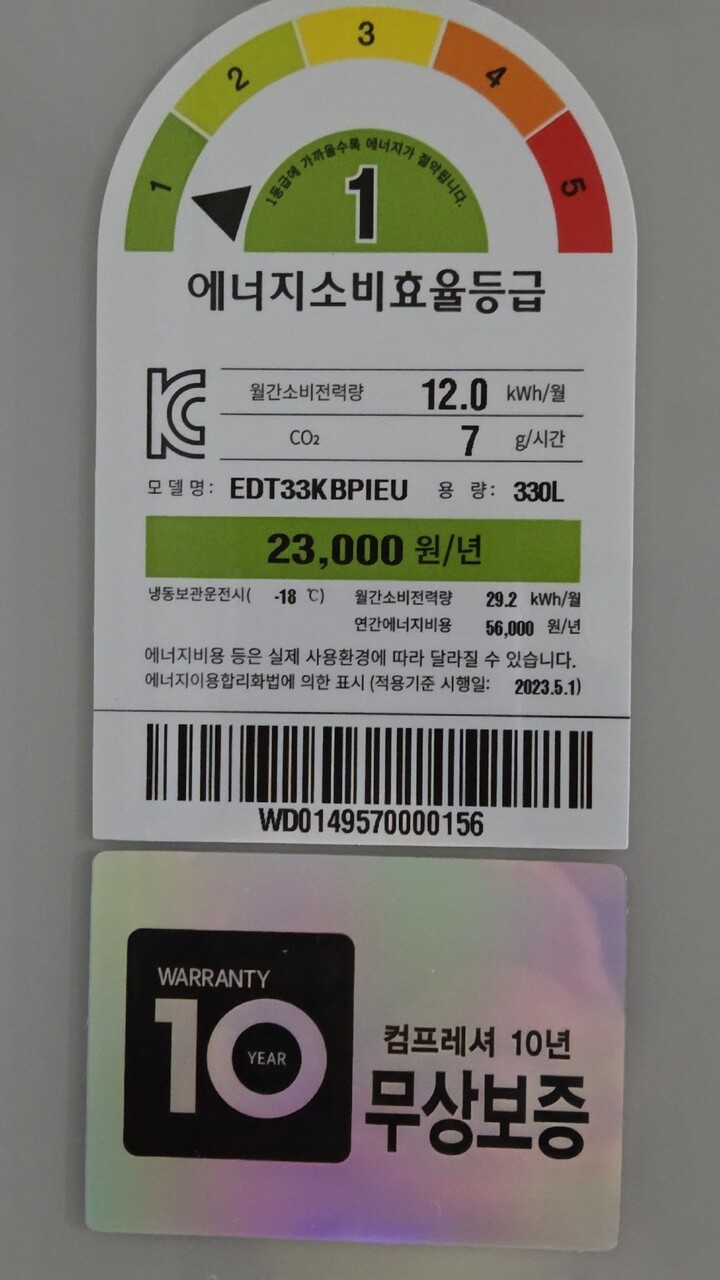 1 2 3 4 5
1등급에 가까울수록 에너지가 절약됩니다.
1
에너지소비효율등급
월간소비전력량 12.0 kWh/월
CO₂ 7 g/시간
모델명: EDT33KBPIEU 용 량: 330L
23,000 원/년
냉동보관운전시( -18 ℃) 월간소비전력량 29.2 kWh/월
연간에너지비용 56,000 원/년
에너지비용 등은 실제 사용환경에 따라 달라질 수 있습니다.
에너지이용합리화법에 의한 표시 (적용기준 시행일: 2023.5.1)
WD0149570000156
WARRANTY
10
YEAR
컴프레셔 10년
무상보증